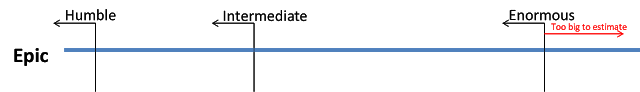 Humble
Intermediate
Enormous
Too big to estimate
Epic